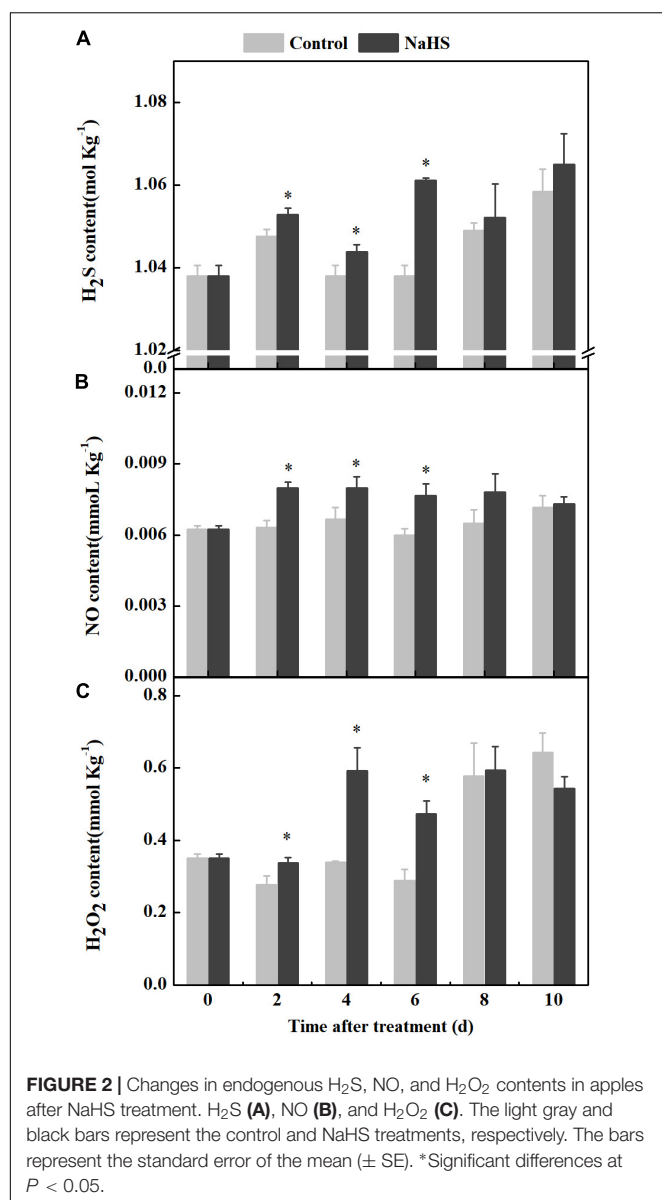 A
Control NaHS
1.08
1.06
1.04
1.02
0.0
H₂S content(mol Kg⁻¹)
* * *
B
0.012
0.009
0.006
0.003
0.000
NO content(mmoL Kg⁻¹)
* * *
C
0.8
0.6
0.4
0.2
0.0
H₂O₂ content(mmol Kg⁻¹)
* * *
0 2 4 6 8 10
Time after treatment (d)
FIGURE 2 | Changes in endogenous H₂S, NO, and H₂O₂ contents in apples
after NaHS treatment. H₂S (A), NO (B), and H₂O₂ (C). The light gray and
black bars represent the control and NaHS treatments, respectively. The bars
represent the standard error of the mean (± SE). *Significant differences at
P < 0.05.